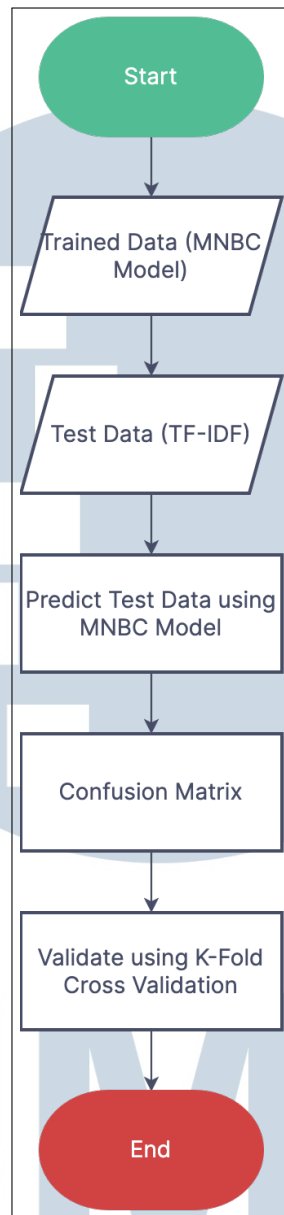 Start
Trained Data (MNBC
Model)
Test Data (TF-IDF)
Predict Test Data using
MNBC Model
Confusion Matrix
Validate using K-Fold
Cross Validation
End